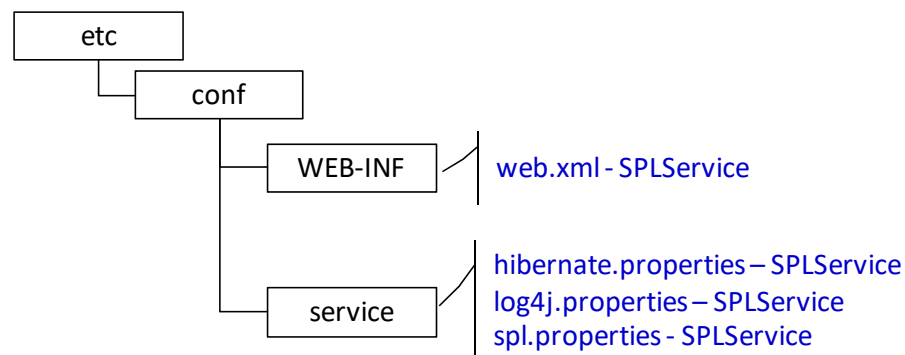 etc
conf
WEB-INF
web.xml - SPLService
hibernate.properties – SPLService
log4j.properties – SPLService
service
spl.properties - SPLService